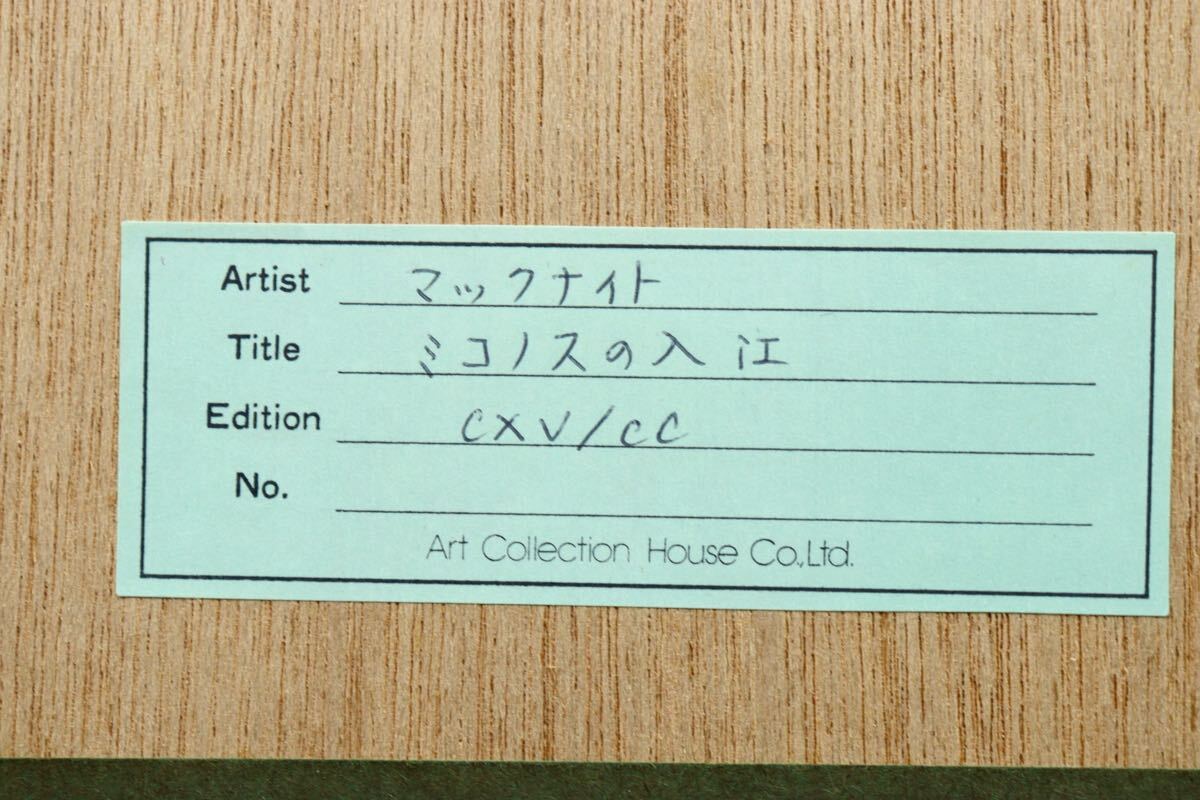 Artist マックナイト
Title ミコノスの入江
Edition CXV/CC
No.
Art Collection House Co.,Ltd.